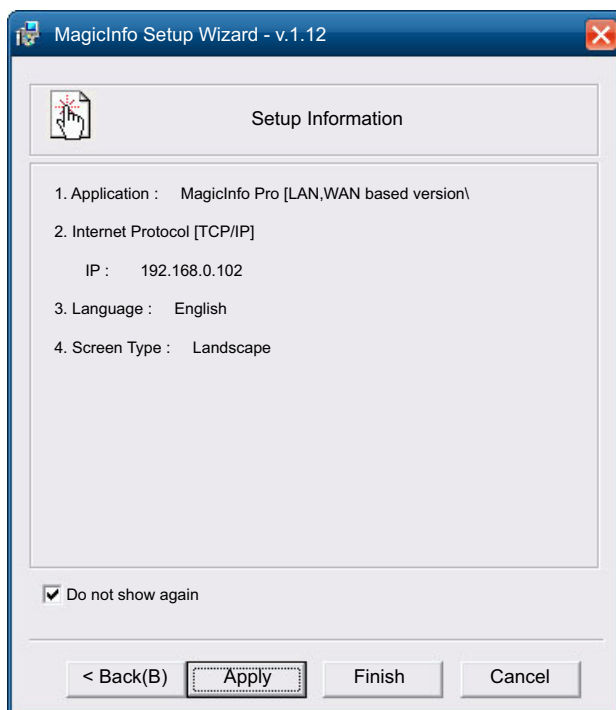 MagicInfo Setup Wizard - v.1.12
Setup Information
1. Application : MagicInfo Pro [LAN,WAN based version\
2. Internet Protocol [TCP/IP]
IP : 192.168.0.102
3. Language : English
4. Screen Type : Landscape
Do not show again
< Back(B) Apply Finish Cancel